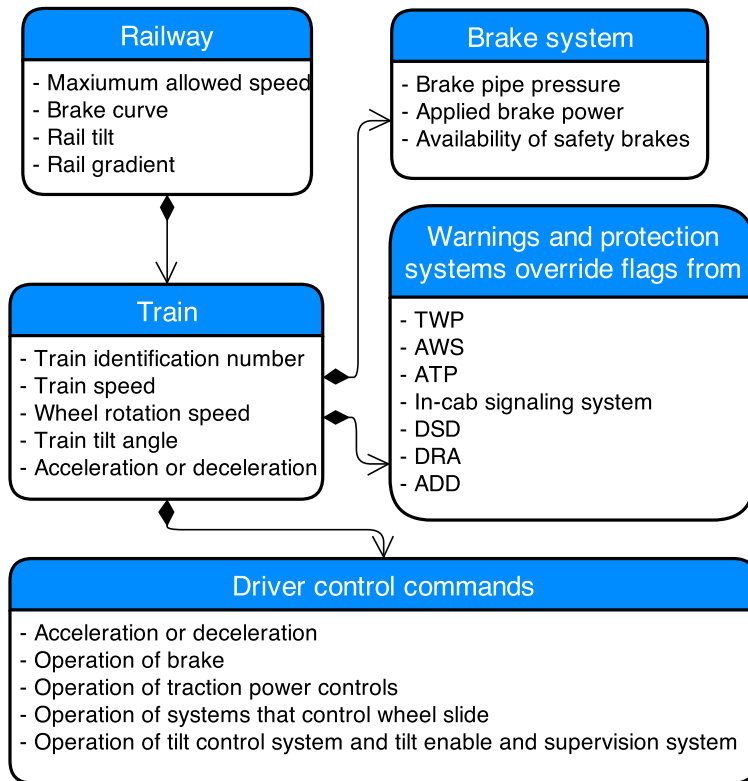 Railway
- Maxiumum allowed speed
- Brake curve
- Rail tilt
- Rail gradient
Brake system
- Brake pipe pressure
- Applied brake power
- Availability of safety brakes
Warnings and protection
systems override flags from
- TWP
- AWS
- ATP
- In-cab signaling system
- DSD
- DRA
- ADD
Train
- Train identification number
- Train speed
- Wheel rotation speed
- Train tilt angle
- Acceleration or deceleration
Driver control commands
- Acceleration or deceleration
- Operation of brake
- Operation of traction power controls
- Operation of systems that control wheel slide
- Operation of tilt control system and tilt enable and supervision system